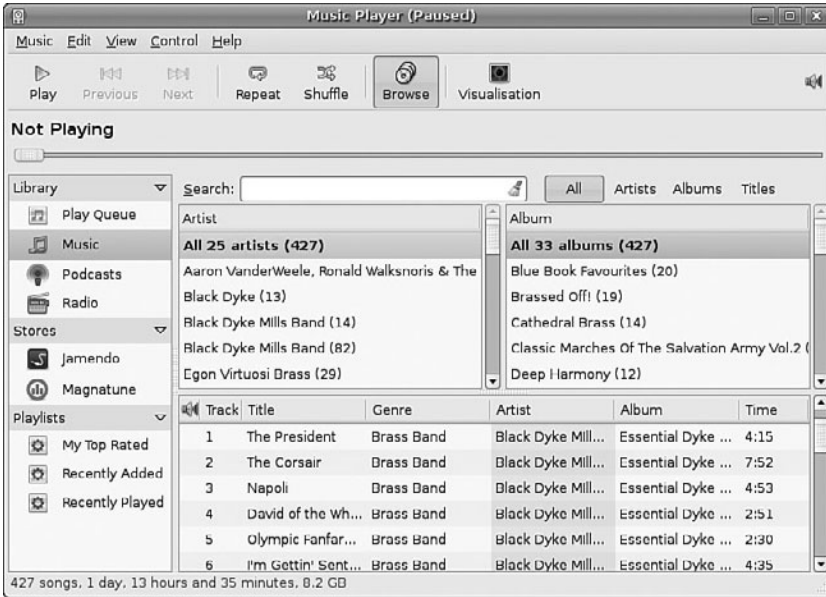 Music Player (Paused)
Music Edit View Control Help
Play Previous Next Repeat Shuffle Browse Visualisation
Not Playing
Library
Play Queue
Music
Podcasts
Radio
Stores
Jamendo
Magnatune
Playlists
My Top Rated
Recently Added
Recently Played
Search: All Artists Albums Titles
Artist
All 25 artists (427)
Aaron VanderWeele, Ronald Walksnoris & The
Black Dyke (13)
Black Dyke MIlls Band (14)
Black Dyke Mills Band (82)
Egon Virtuosi Brass (29)
Album
All 33 albums (427)
Blue Book Favourites (20)
Brassed Off! (19)
Cathedral Brass (14)
Classic Marches Of The Salvation Army Vol.2 (
Deep Harmony (12)
Track Title Genre Artist Album Time
1 The President Brass Band Black Dyke Mill... Essential Dyke ... 4:15
2 The Corsair Brass Band Black Dyke Mill... Essential Dyke ... 7:52
3 Napoli Brass Band Black Dyke Mill... Essential Dyke ... 4:53
4 David of the Wh... Brass Band Black Dyke Mill... Essential Dyke ... 2:51
5 Olympic Fanfar... Brass Band Black Dyke Mill... Essential Dyke ... 2:30
6 I'm Gettin' Sent... Brass Band Black Dyke Mill... Essential Dyke ... 4:35
427 songs, 1 day, 13 hours and 35 minutes, 8.2 GB